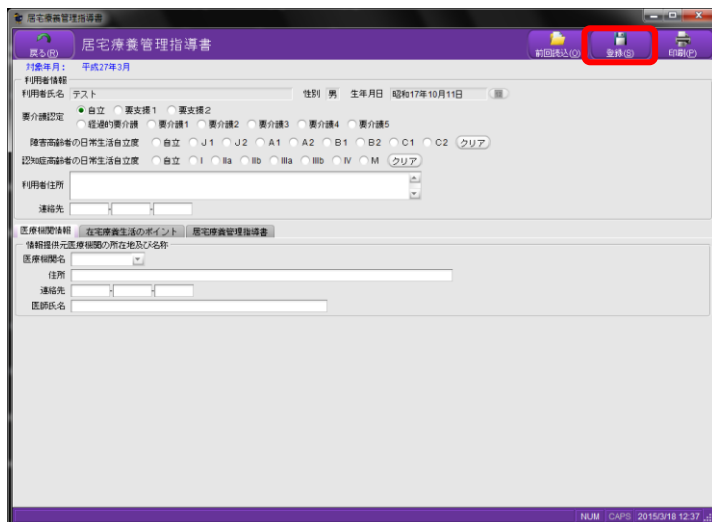 居宅療養管理指導書
戻る(R) 居宅療養管理指導書 前回読込(O) 登録(S) 印刷(P)
対象年月： 平成27年3月
利用者情報
利用者氏名 テスト 性別 男 生年月日 昭和17年10月11日
要介護認定 自立 要支援1 要支援2
経過的要介護 要介護1 要介護2 要介護3 要介護4 要介護5
障害高齢者の日常生活自立度 自立 J1 J2 A1 A2 B1 B2 C1 C2 クリア
認知症高齢者の日常生活自立度 自立 I IIa IIb IIIa IIIb IV M クリア
利用者住所
連絡先 - -
医療機関情報 在宅療養生活のポイント 居宅療養管理指導書
情報提供元医療機関の所在地及び名称
医療機関名
住所
連絡先 - -
医師氏名
NUM CAPS 2015/3/18 12:37